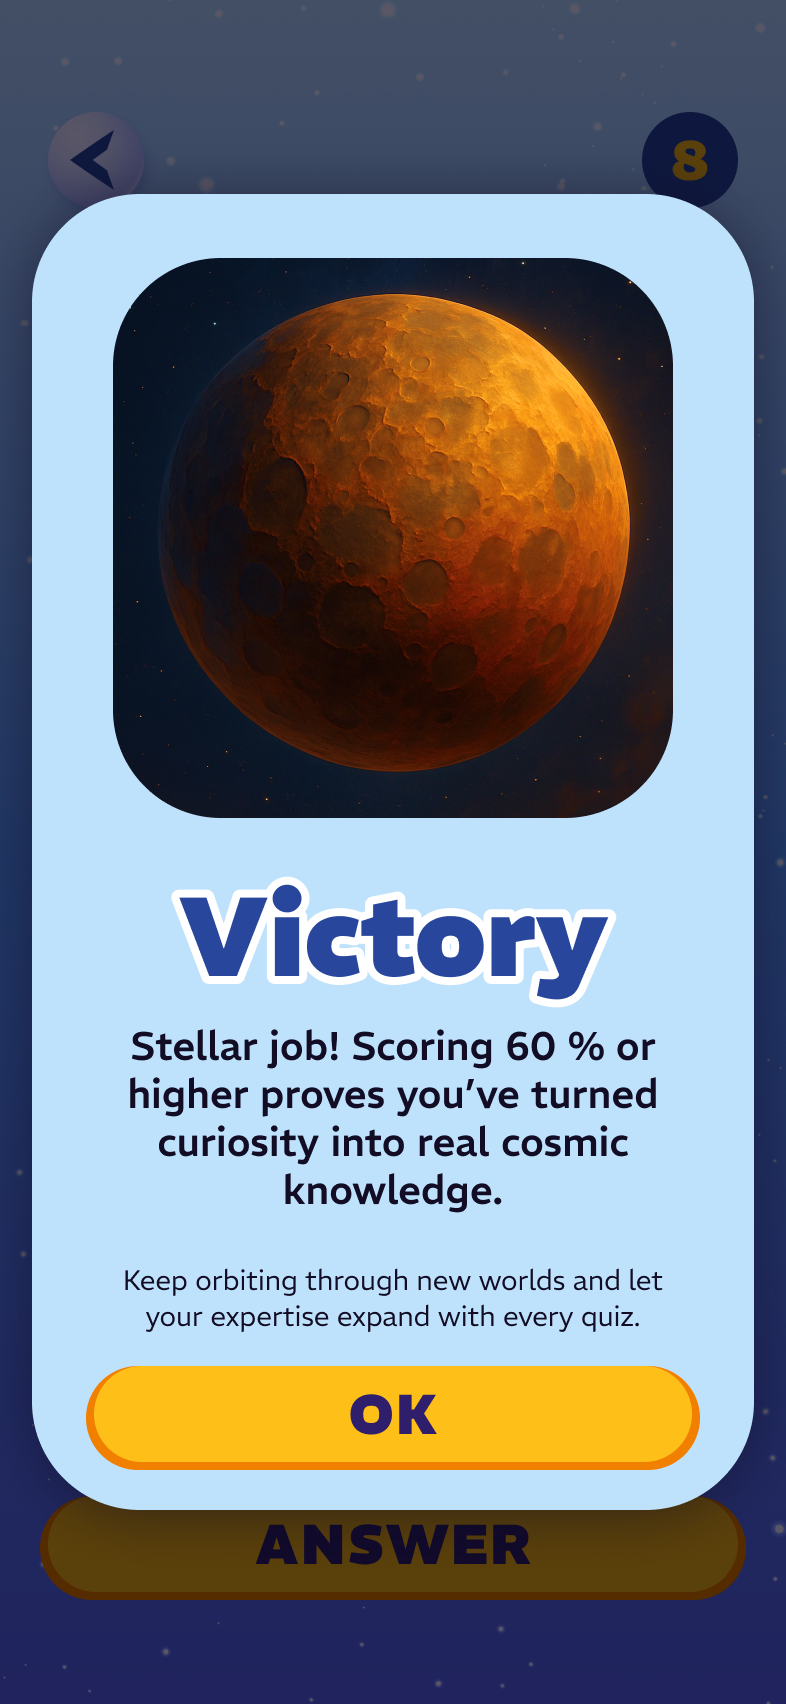 8
Victory
Stellar job! Scoring 60 % or
higher proves you’ve turned
curiosity into real cosmic
knowledge.
Keep orbiting through new worlds and let
your expertise expand with every quiz.
OK
ANSWER